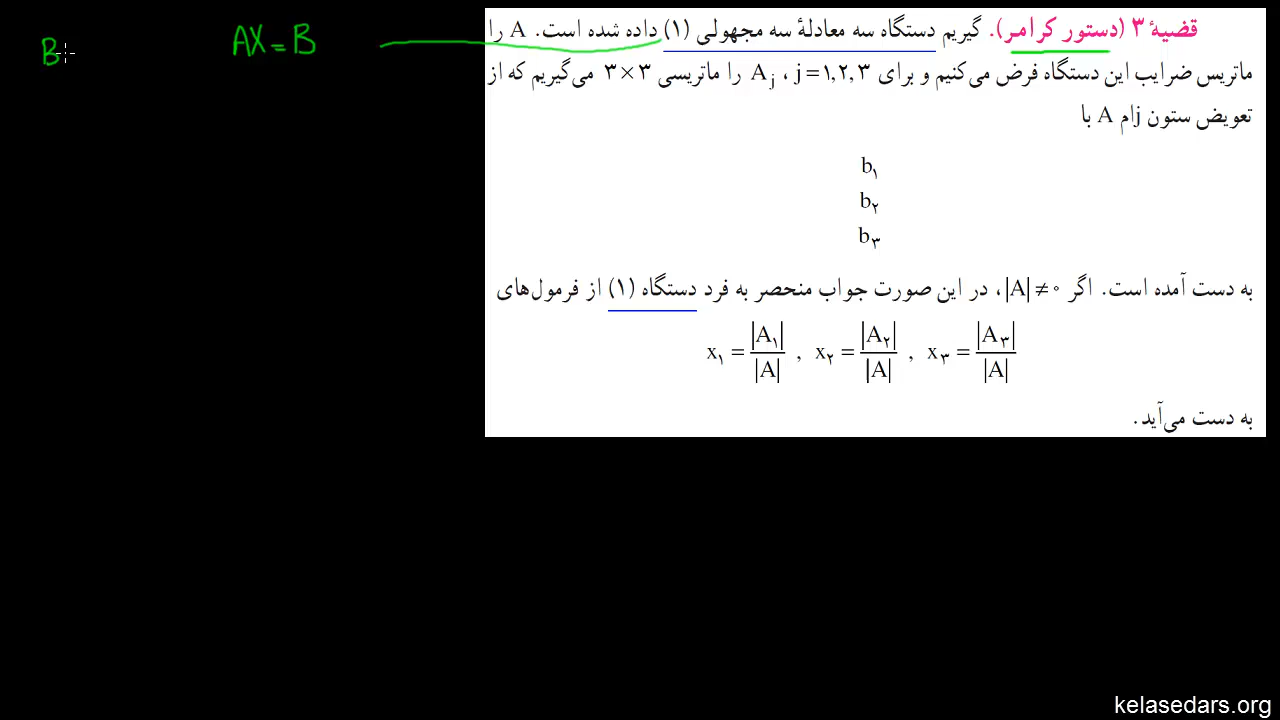 قضیهٔ ۳ (دستور کرامر). گیریم دستگاه سه معادلهٔ سه مجهولی (۱) داده شده است. A را
ماتریس ضرایب این دستگاه فرض می‌کنیم و برای j = ۱,۲,۳ ، Aj را ماتریسی ۳ × ۳ می‌گیریم که از
تعویض ستون jام A با
b۱
b۲
b۳
به دست آمده است. اگر |A| ≠ ۰ ، در این صورت جواب منحصر به فرد دستگاه (۱) از فرمول‌های
x۱ = |A۱| / |A| , x۲ = |A۲| / |A| , x۳ = |A۳| / |A|
به دست می‌آید.
AX = B
B
kelasedars.org